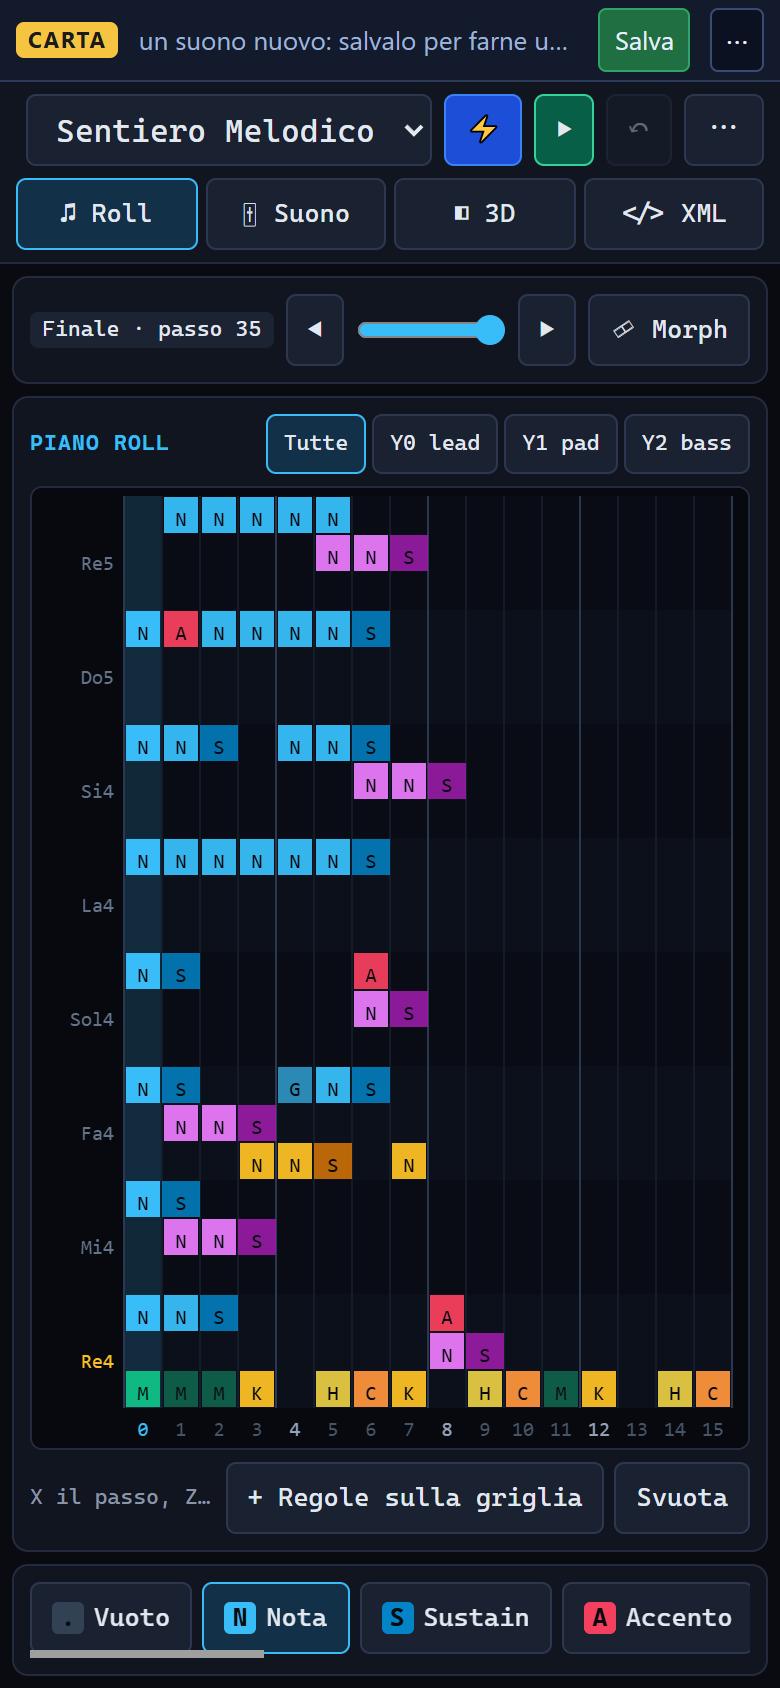 CARTA un suono nuovo: salvalo per farne u... Salva ...
Sentiero Melodico ...
Roll Suono 3D </> XML
Finale · passo 35 Morph
PIANO ROLL Tutte Y0 lead Y1 pad Y2 bass
N N N N N
N N S
Re5
N A N N N N S
Do5
N N S N N S
N N S
Si4
N N N N N N S
La4
N S A
N S
Sol4
N S G N S
N N S
Fa4
N N S N
N S
N N S
Mi4
N N S A
N S
Re4
M M M K H C K H C M K H C
0 1 2 3 4 5 6 7 8 9 10 11 12 13 14 15
X il passo, Z… + Regole sulla griglia Svuota
. Vuoto N Nota S Sustain A Accento